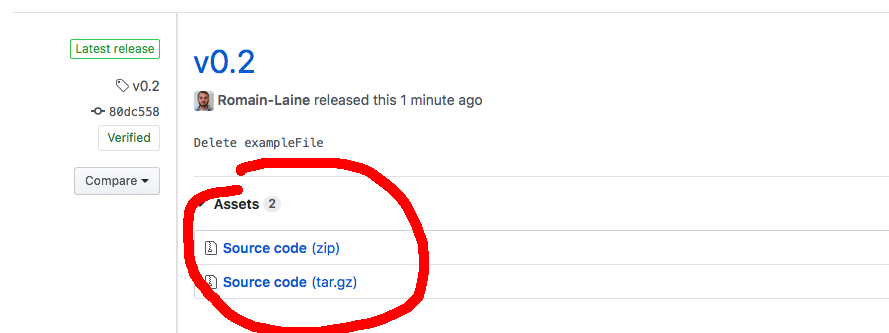 Latest release
v0.2
80dc558
Verified
Compare
v0.2
Romain-Laine released this 1 minute ago
Delete exampleFile
Assets 2
Source code (zip)
Source code (tar.gz)